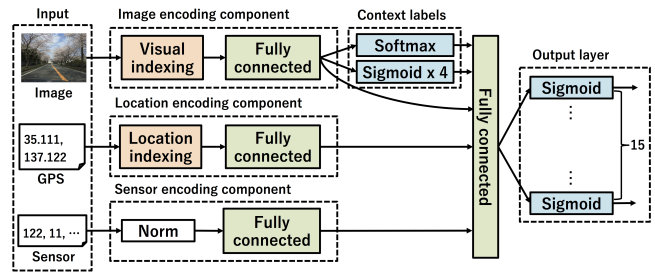 Input
Image encoding component
Context labels
Visual
indexing
Fully
connected
Softmax
Sigmoid x 4
Image
Output layer
Location encoding component
Sigmoid
35.111,
137.122
GPS
Location
indexing
Fully
connected
Fully connected
15
Sensor encoding component
122, 11, ⋯
Sensor
Norm
Fully
connected
Sigmoid